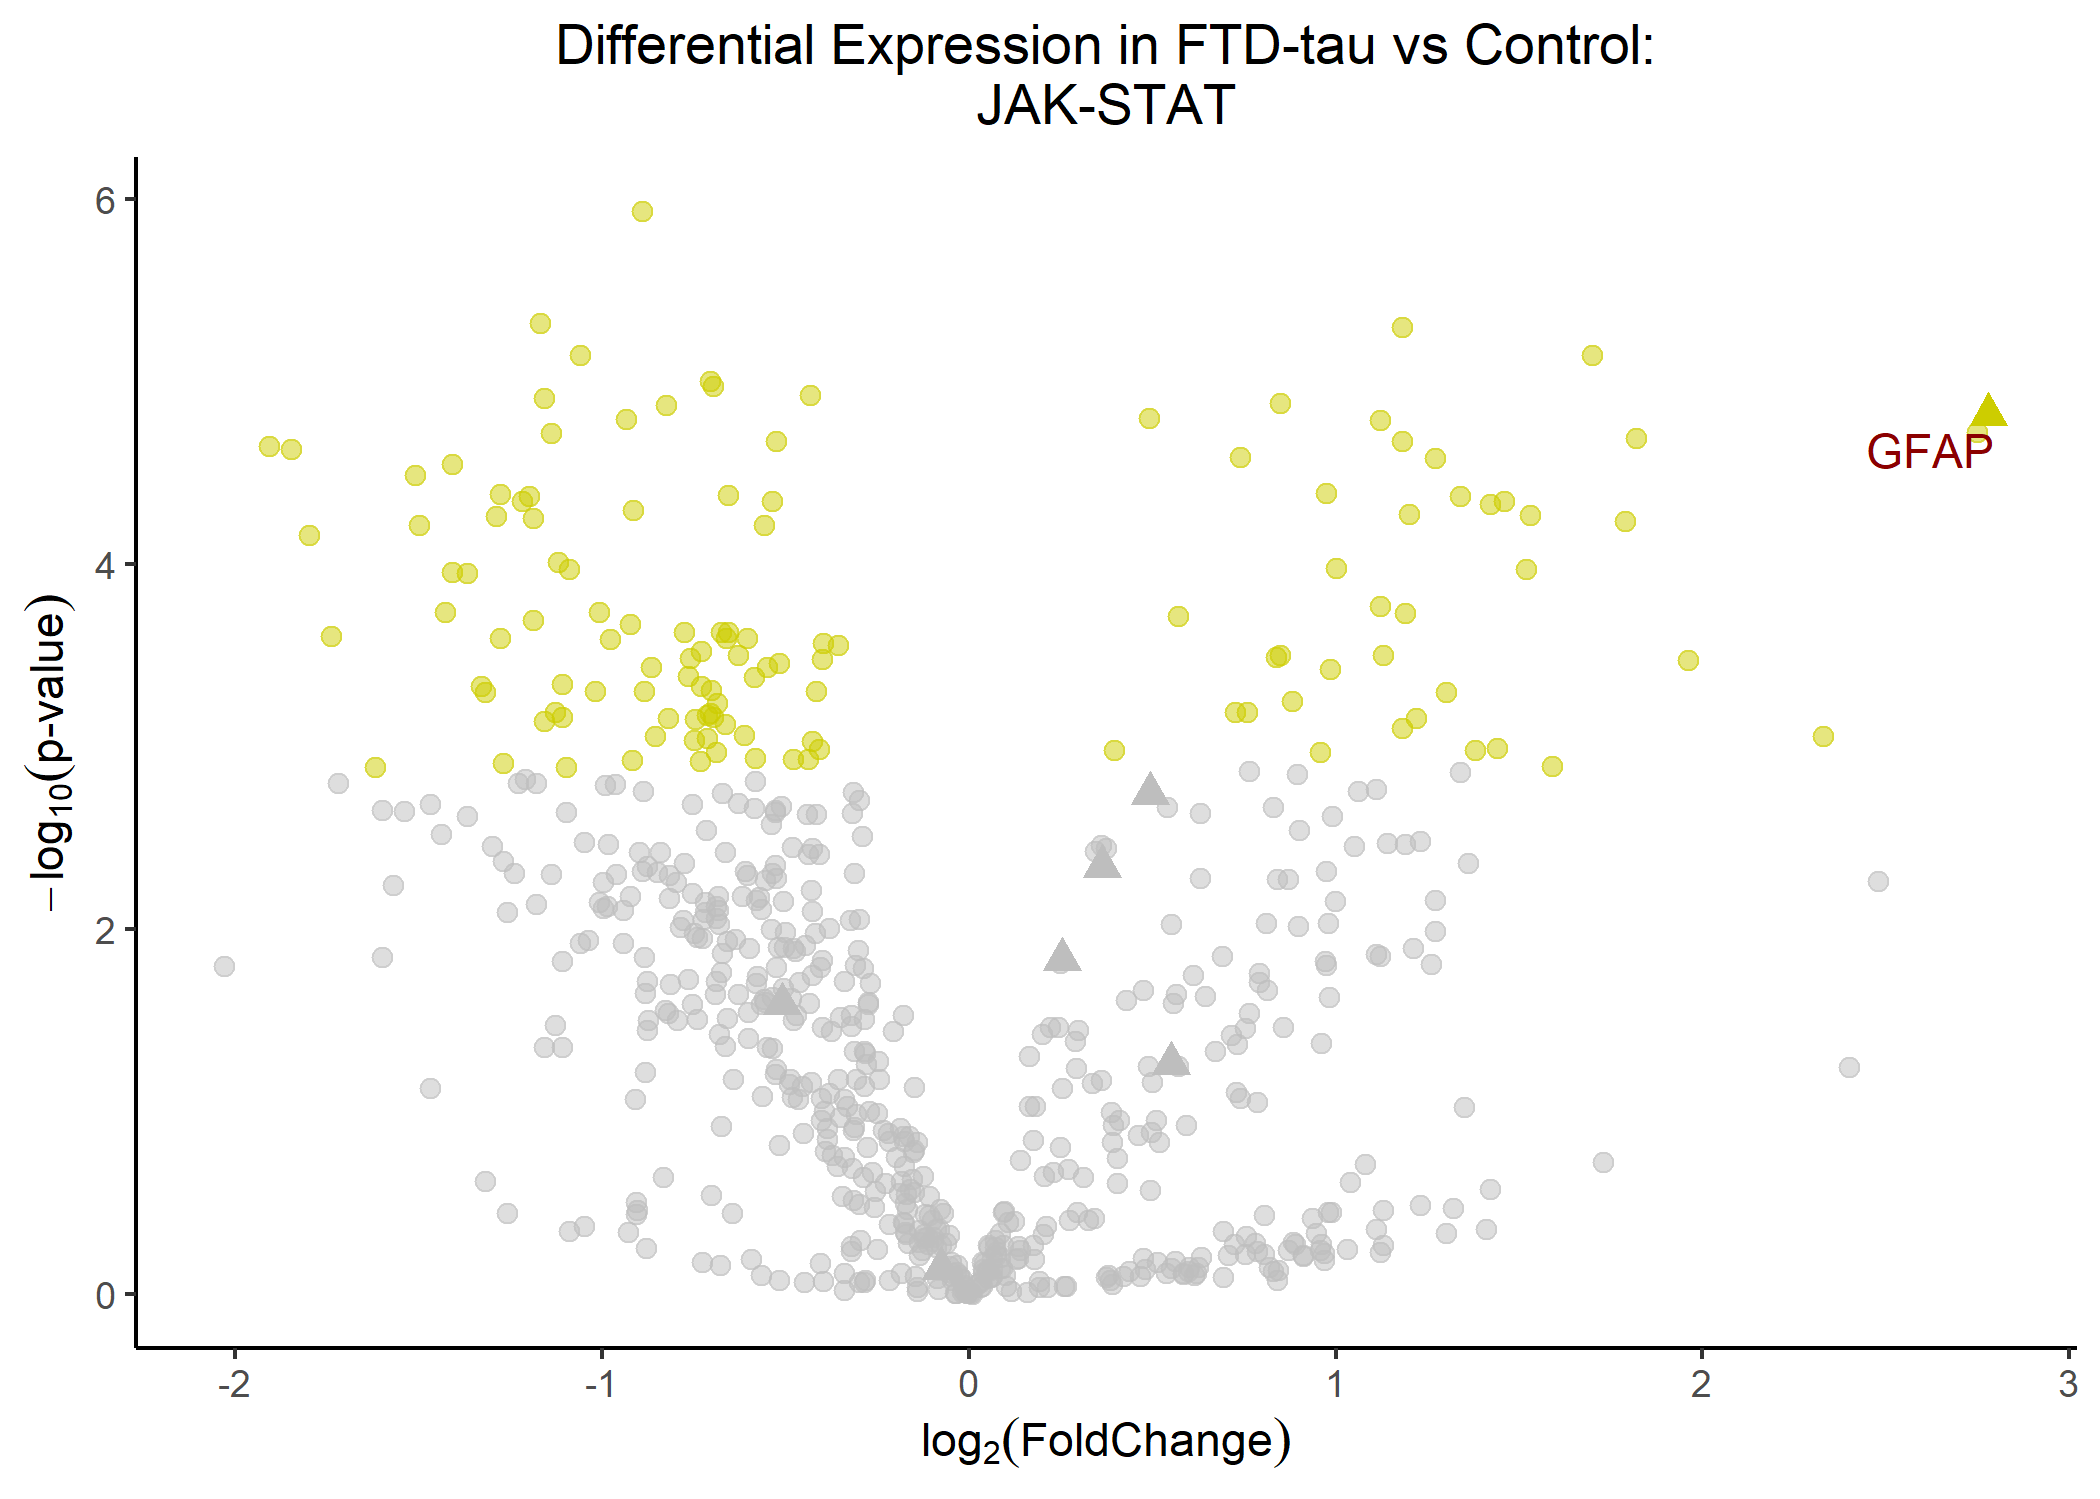 Differential Expression in FTD-tau vs Control:
JAK-STAT
6
4
2
0
−log10(p-value)
GFAP
-2
-1
0
1
2
3
log2(FoldChange)